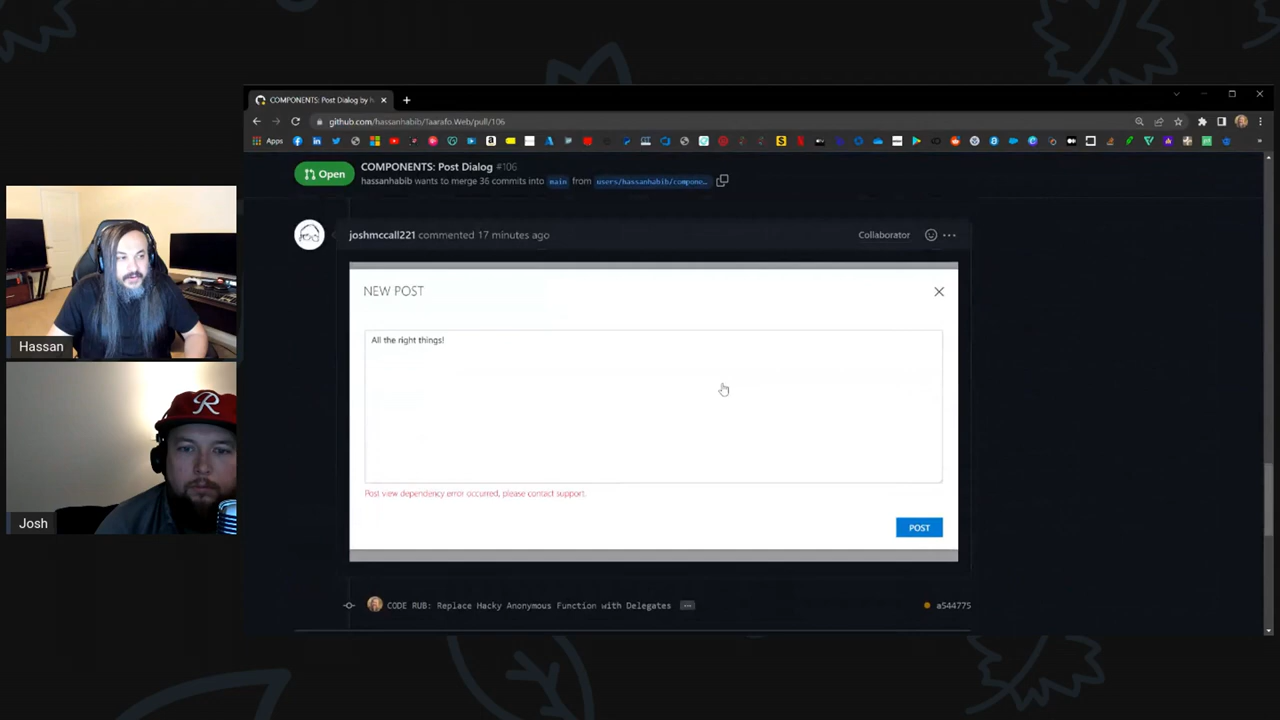 COMPONENTS: Post Dialog by h
github.com/hassanhabib/Taarafo.Web/pull/106
Apps
Open
COMPONENTS: Post Dialog #106
hassanhabib wants to merge 36 commits into main from users/hassanhabib/compone...
joshmccall221 commented 17 minutes ago
Collaborator
NEW POST
All the right things!
Post view dependency error occurred, please contact support.
POST
CODE RUB: Replace Hacky Anonymous Function with Delegates
a544775
Hassan
R
Josh